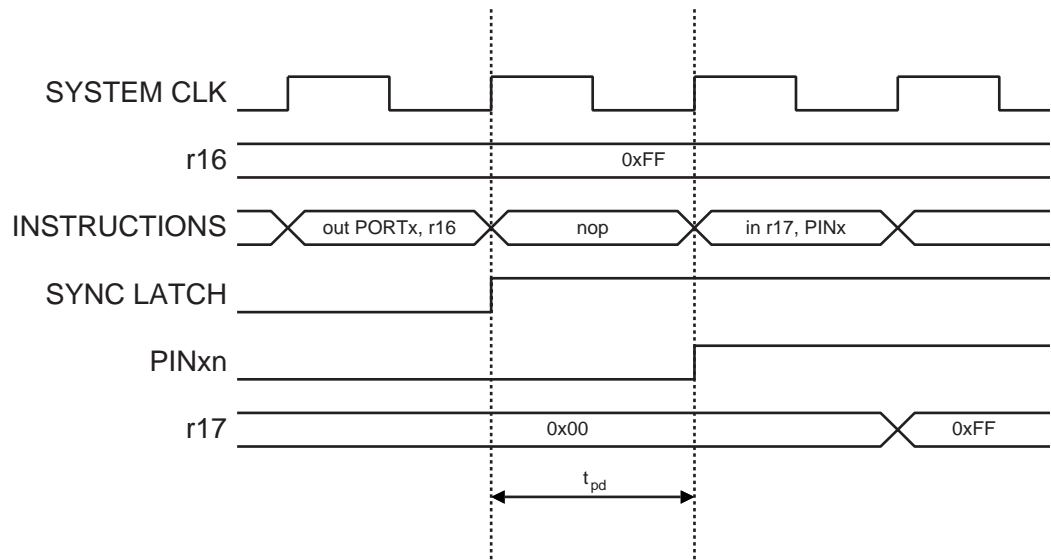 SYSTEM CLK
r16
0xFF
INSTRUCTIONS
out PORTx, r16
nop
in r17, PINx
SYNC LATCH
PINxn
r17
0x00
0xFF
tpd